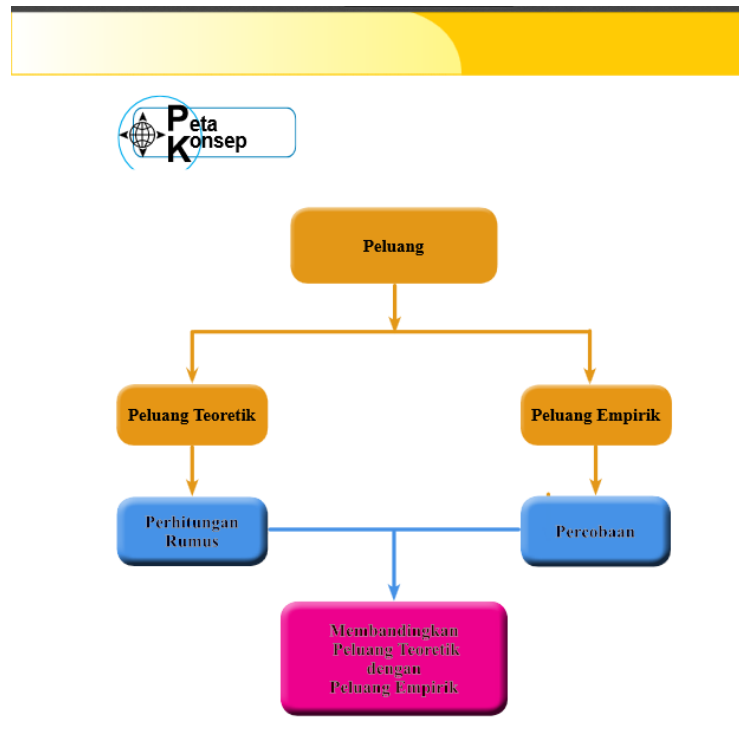 Peta
Konsep
Peluang
Peluang Teoretik
Peluang Empirik
Perhitungan
Rumus
Percobaan
Membandingkan
Peluang Teoretik
dengan
Peluang Empirik